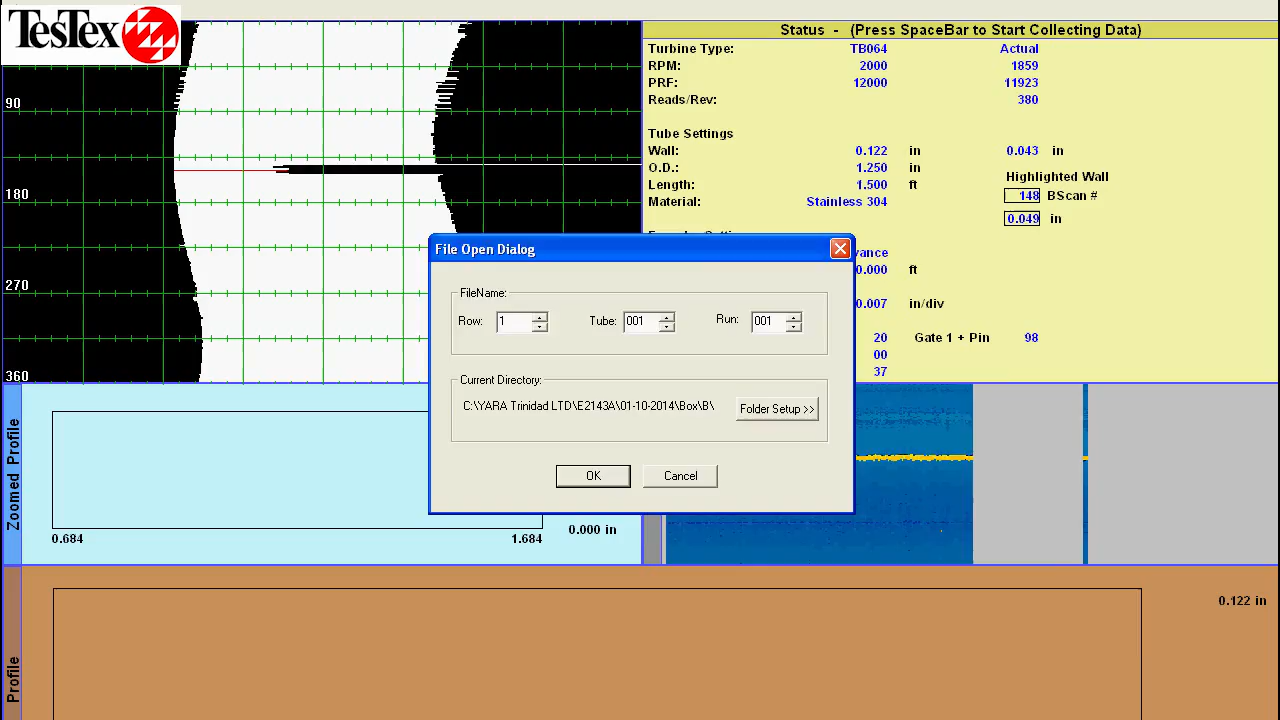 TesTex
Status - (Press SpaceBar to Start Collecting Data)
Turbine Type: TB064 Actual
RPM: 2000 1859
PRF: 12000 11923
Reads/Rev: 380
Tube Settings
Wall: 0.122 in 0.043 in
O.D.: 1.250 in Highlighted Wall
Length: 1.500 ft 148 BScan #
Material: Stainless 304 0.049 in
90
180
270
360
vance
0.000 ft
0.007 in/div
20 Gate 1 + Pin 98
00
37
File Open Dialog
FileName:
Row: 1 Tube: 001 Run: 001
Current Directory:
C:\YARA Trinidad LTD\E2143A\01-10-2014\Box\B\ Folder Setup >>
OK Cancel
Zoomed Profile
0.684 1.684 0.000 in
Profile
0.122 in